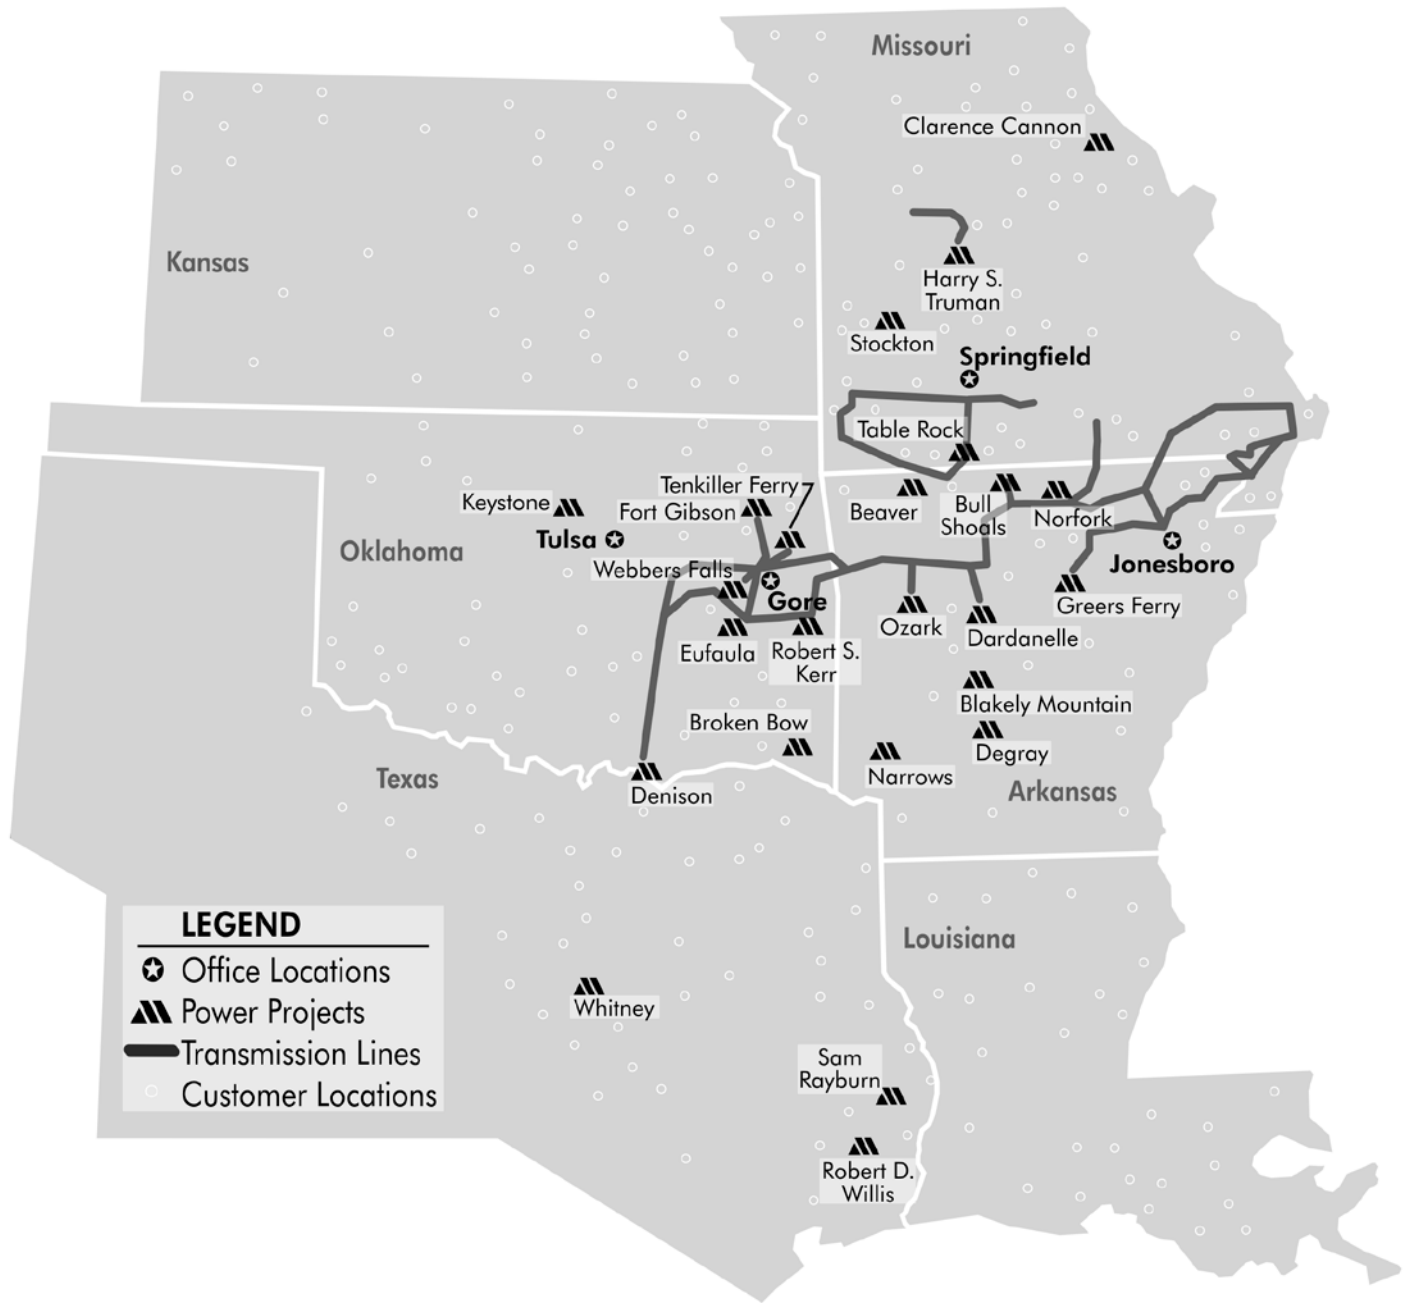 Missouri
Clarence Cannon
Kansas
Harry S.
Truman
Stockton
Springfield
Table Rock
Tenkiller Ferry
Keystone
Fort Gibson
Beaver
Bull
Shoals
Norfork
Tulsa
Oklahoma
Jonesboro
Webbers Falls
Gore
Greers Ferry
Ozark
Dardanelle
Eufaula
Robert S.
Kerr
Blakely Mountain
Broken Bow
Degray
Narrows
Texas
Denison
Arkansas
LEGEND
Office Locations
Power Projects
Transmission Lines
Customer Locations
Louisiana
Whitney
Sam
Rayburn
Robert D.
Willis